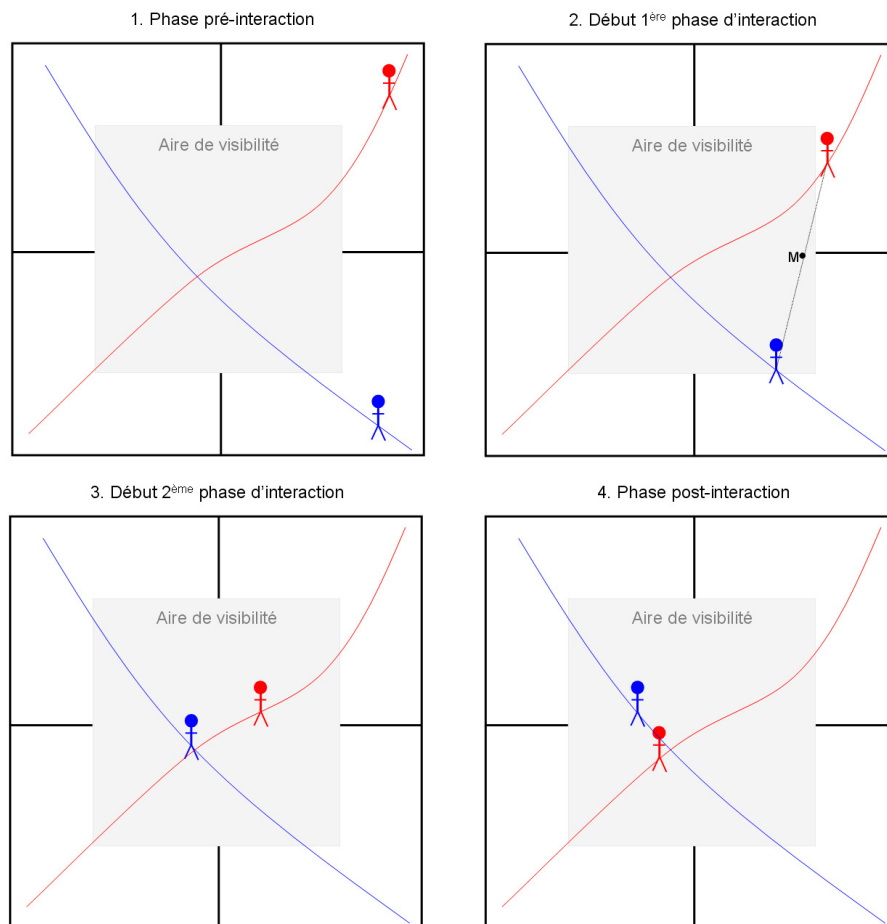 1. Phase pré-interaction
2. Début 1ère phase d'interaction
Aire de visibilité
Aire de visibilité
M
3. Début 2ème phase d'interaction
4. Phase post-interaction
Aire de visibilité
Aire de visibilité